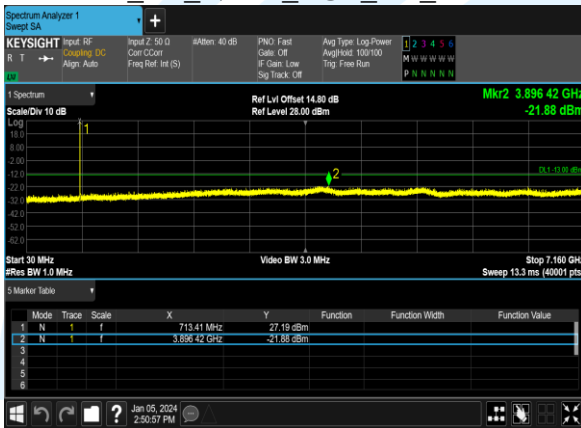 Spectrum Analyzer 1
Swept SA
+
KEYSIGHT Input: RF Input Z: 50 Ω #Atten: 40 dB PNO: Fast Avg Type: Log-Power 1 2 3 4 5 6
R T Coupling: DC Corr CCorr Gate: Off Avg|Hold: 100/100 M W W W W W
Align: Auto Freq Ref: Int (S) IF Gain: Low Trig: Free Run
LV Sig Track: Off P N N N N N
1 Spectrum
Ref Lvl Offset 14.80 dB Mkr2 3.896 42 GHz
Scale/Div 10 dB Ref Level 28.00 dBm -21.88 dBm
Log
18.0
8.00
-2.00
-12.0
-22.0
-32.0
-42.0
-52.0
-62.0
1
2
DL1 -13.00 dBm
Start 30 MHz Video BW 3.0 MHz Stop 7.160 GHz
#Res BW 1.0 MHz Sweep 13.3 ms (40001 pts
5 Marker Table
Mode Trace Scale X Y Function Function Width Function Value
1 N 1 f 713.41 MHz 27.19 dBm
2 N 1 f 3.896 42 GHz -21.88 dBm
3
4
5
6
? Jan 05, 2024
2:50:57 PM